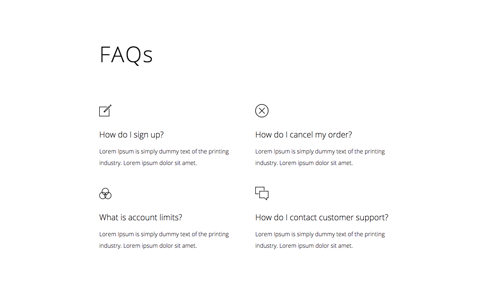 FAQs
How do I sign up?
Lorem Ipsum is simply dummy text of the printing
industry. Lorem ipsum dolor sit amet.
How do I cancel my order?
Lorem Ipsum is simply dummy text of the printing
industry. Lorem ipsum dolor sit amet.
What is account limits?
Lorem Ipsum is simply dummy text of the printing
industry. Lorem ipsum dolor sit amet.
How do I contact customer support?
Lorem Ipsum is simply dummy text of the printing
industry. Lorem ipsum dolor sit amet.